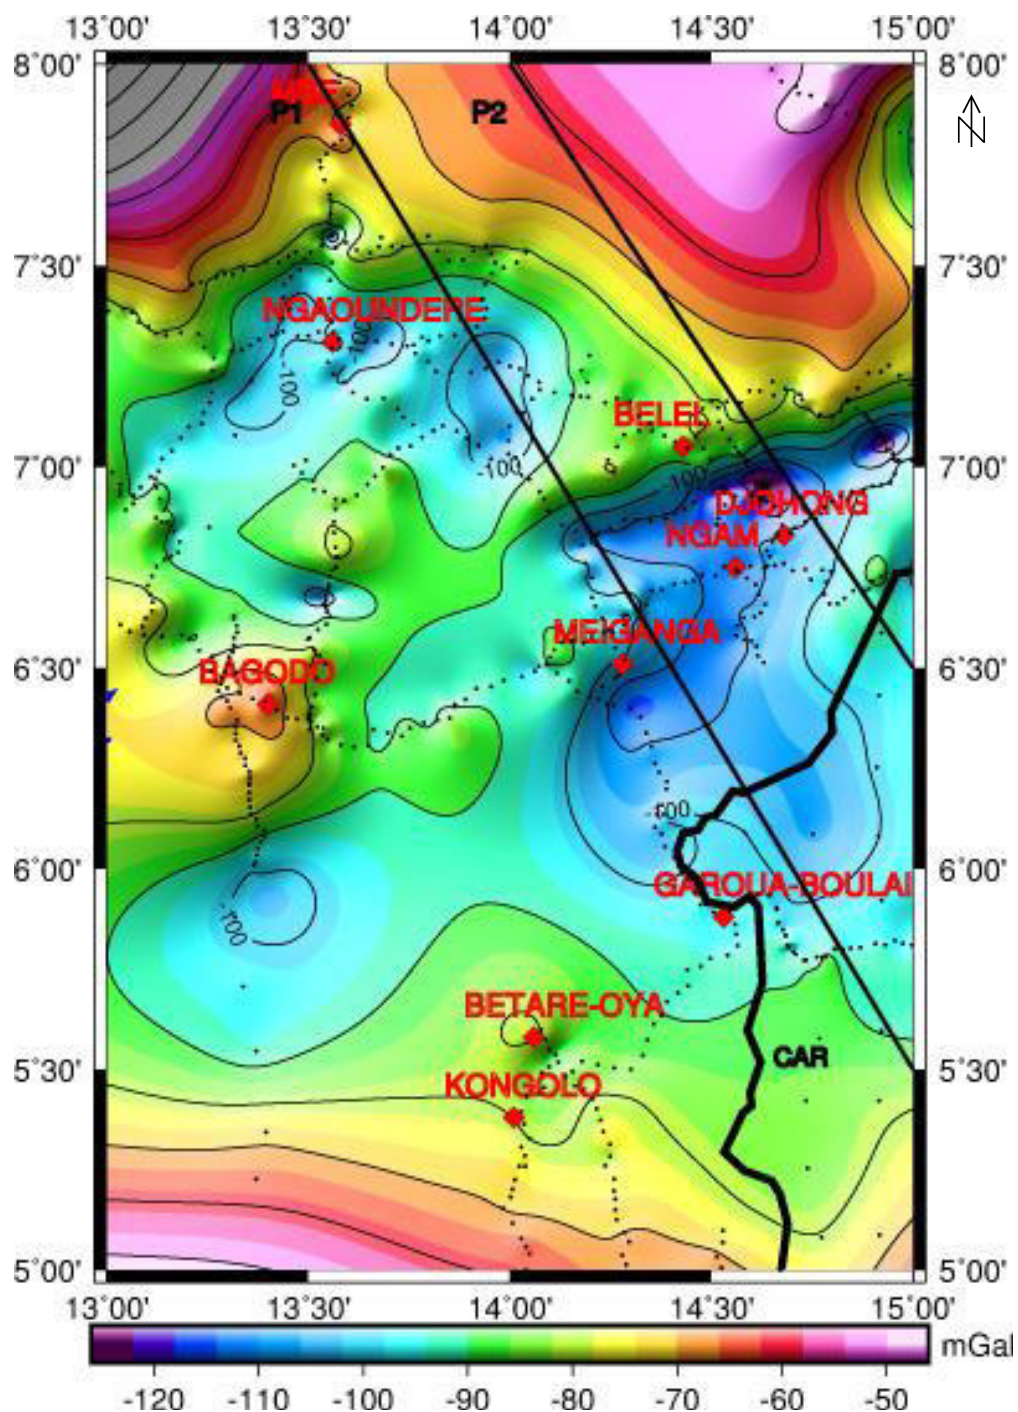 13°00' 13°30' 14°00' 14°30' 15°00'
8°00' 8°00'
P1 P2
N
7°30' 7°30'
NGAOUNDERE
100
-100
BELEL
7°00' 7°00'
-100
100
DJOHONG
NGAM
MEIGANGA
6°30' 6°30'
BAGODO
-100
6°00' 6°00'
GAROUA-BOULAI
-100
BETARE-OYA
5°30' 5°30'
CAR
KONGOLO
5°00' 5°00'
13°00' 13°30' 14°00' 14°30' 15°00'
mGal
-120 -110 -100 -90 -80 -70 -60 -50